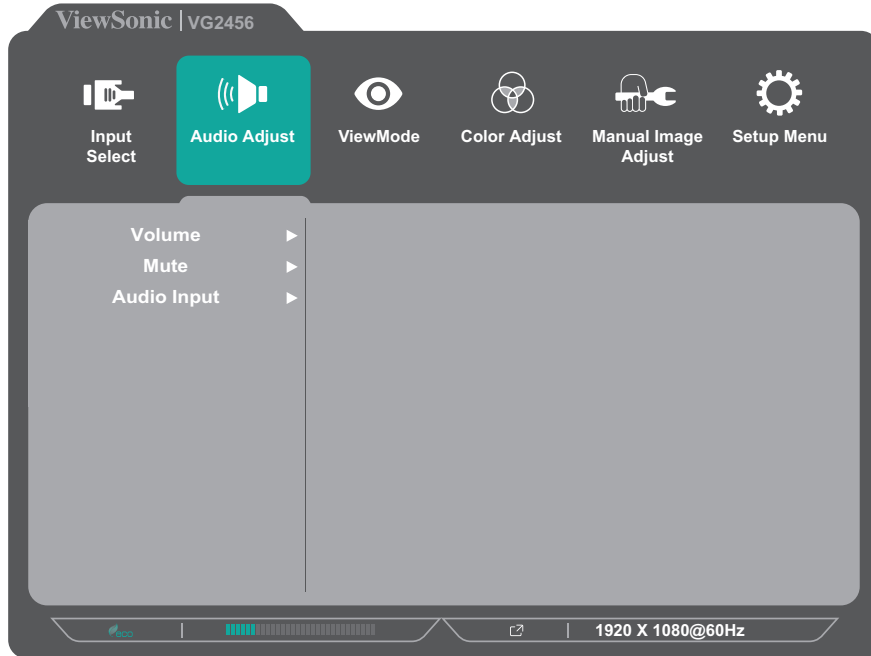 ViewSonic | VG2456
Input Select
Audio Adjust
ViewMode
Color Adjust
Manual Image Adjust
Setup Menu
Volume
Mute
Audio Input
eco
1920 X 1080@60Hz